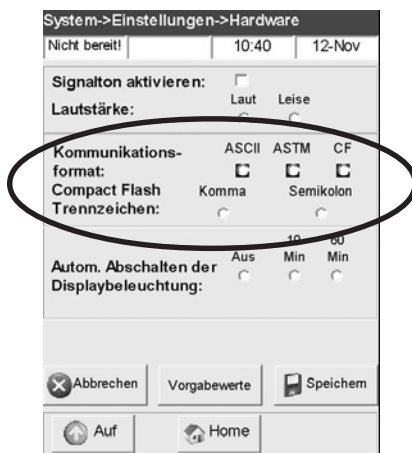 System->Einstellungen->Hardware
Nicht bereit! 10:40 12-Nov
Signalton aktivieren:
Laut Leise
Lautstärke:
Kommunikations- ASCII ASTM CF
format:
Compact Flash Komma Semikolon
Trennzeichen:
10 60
Aus Min Min
Autom. Abschalten der
Displaybeleuchtung:
Abbrechen Vorgabewerte Speichern
Auf Home